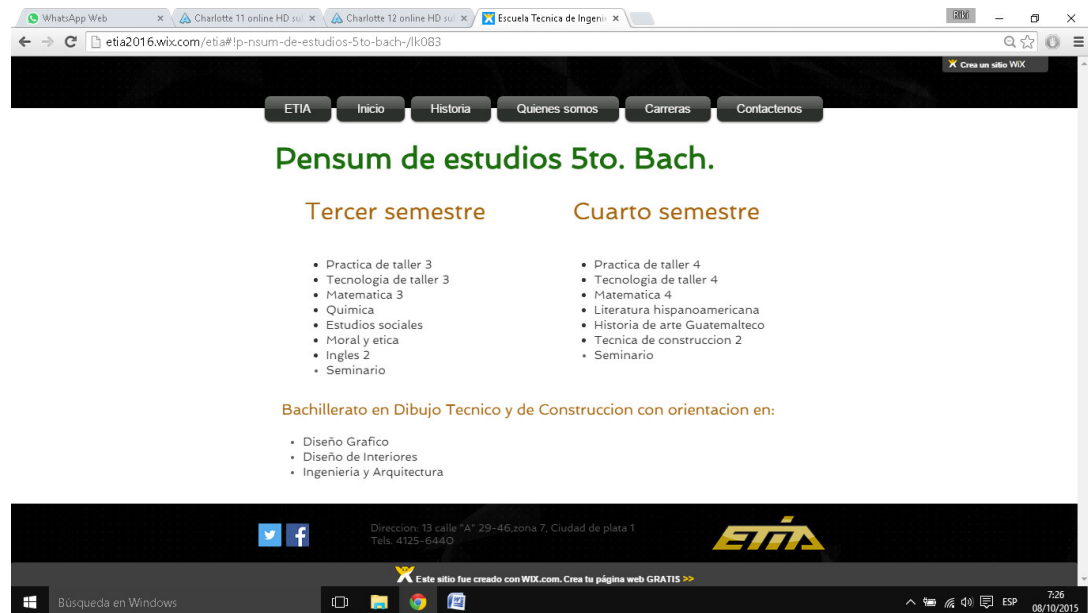 WhatsApp Web
Charlotte 11 online HD sul
Charlotte 12 online HD sul
Escuela Tecnica de Ingenie
Riki
etia2016.wix.com/etia#!p-nsum-de-estudios-5to-bach-/lk083
Crea un sitio WiX
ETIA Inicio Historia Quienes somos Carreras Contactenos
Pensum de estudios 5to. Bach.
Tercer semestre
Practica de taller 3
Tecnologia de taller 3
Matematica 3
Quimica
Estudios sociales
Moral y etica
Ingles 2
Seminario
Cuarto semestre
Practica de taller 4
Tecnologia de taller 4
Matematica 4
Literatura hispanoamericana
Historia de arte Guatemalteco
Tecnica de construccion 2
Seminario
Bachillerato en Dibujo Tecnico y de Construccion con orientacion en:
Diseño Grafico
Diseño de Interiores
Ingenieria y Arquitectura
Direccion: 13 calle "A" 29-46,zona 7, Ciudad de plata 1
Tels. 4125-6440
ETIA
Este sitio fue creado con WIX.com. Crea tu página web GRATIS >>
Búsqueda en Windows
ESP
7:26
08/10/2015